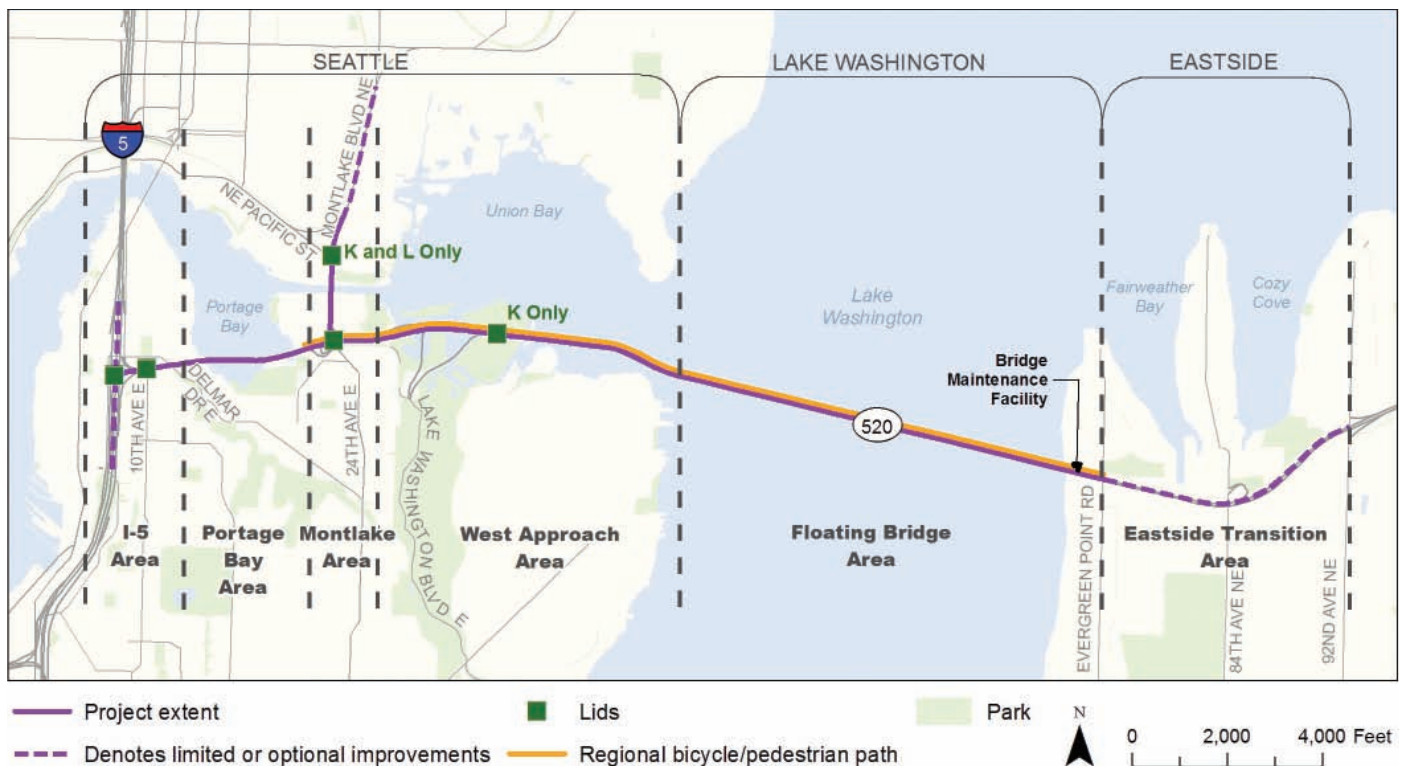 SEATTLE
LAKE WASHINGTON
EASTSIDE
5
MONTLAKE BLVD NE
NE PACIFIC ST
Union Bay
K and L Only
Portage
Bay
K Only
Lake
Washington
Fairweather
Bay
Cozy
Cove
Bridge
Maintenance
Facility
520
DELMAR
DR E
10TH AVE E
24TH AVE E
LAKE WASHINGTON BLVD E
EVERGREEN POINT RD
84TH AVE NE
92ND AVE NE
I-5
Area
Portage
Bay
Area
Montlake
Area
West Approach
Area
Floating Bridge
Area
Eastside Transition
Area
Project extent
Lids
Park
N
0 2,000 4,000 Feet
Denotes limited or optional improvements
Regional bicycle/pedestrian path